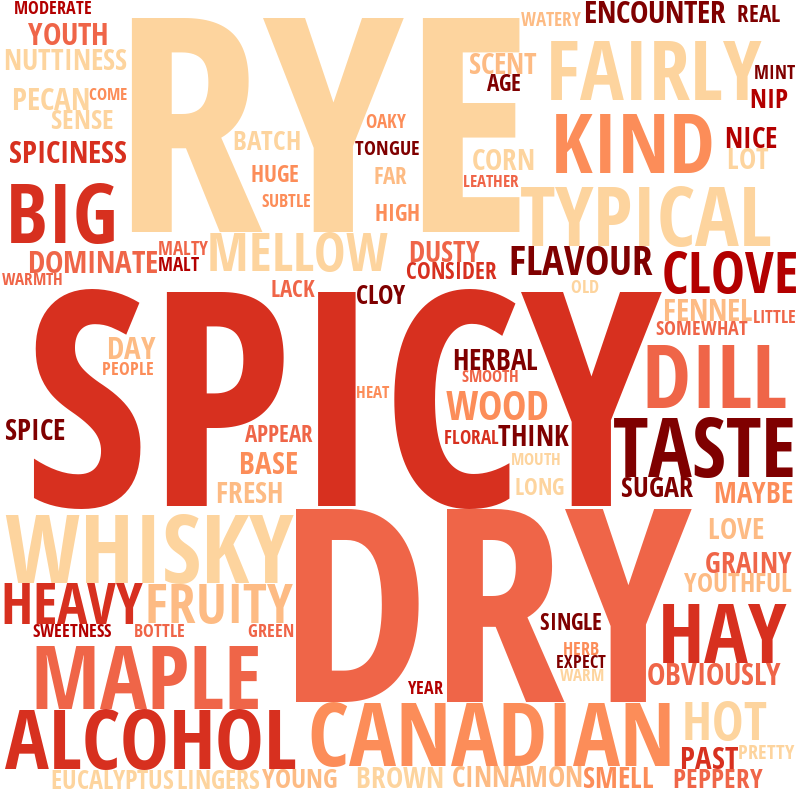 MODERATE
ENCOUNTER
REAL
WATERY
YOUTH
RYE
NUTTINESS
SCENT
FAIRLY
MINT
AGE
PECAN
COME
NIP
SENSE
OAKY
KIND
NICE
BATCH
SPICINESS
TONGUE
CORN
LOT
HUGE
FAR
LEATHER
BIG
SUBTLE
HIGH
TYPICAL
MALTY
MELLOW
DUSTY
FLAVOUR
DOMINATE
MALT
CONSIDER
CLOVE
WARMTH
LACK
CLOY
OLD
FENNEL
LITTLE
SOMEWHAT
SPICY
DAY
PEOPLE
HERBAL
SMOOTH
DILL
HEAT
WOOD
SPICE
APPEAR
FLORAL
THINK
TASTE
BASE
MOUTH
FRESH
LONG
SUGAR
MAYBE
WHISKY
DRY
LOVE
GRAINY
YOUTHFUL
HEAVY
FRUITY
SWEETNESS
BOTTLE
GREEN
SINGLE
HAY
HERB
EXPECT
WARM
OBVIOUSLY
MAPLE
YEAR
ALCOHOL
CANADIAN
HOT
PAST
PRETTY
EUCALYPTUS
LINGERS
YOUNG
BROWN
CINNAMON
SMELL
PEPPERY